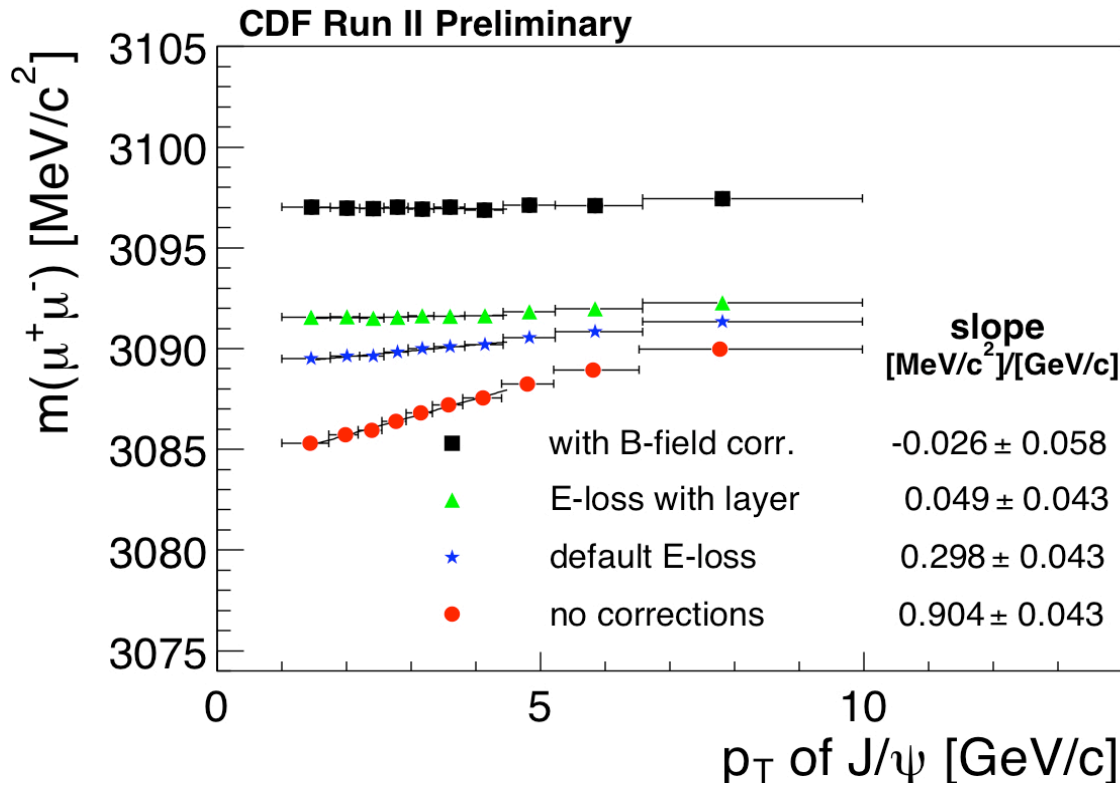 CDF Run II Preliminary
m(μ⁺μ⁻) [MeV/c²]
3105
3100
3095
3090
3085
3080
3075
slope
[MeV/c²]/[GeV/c]
with B-field corr. -0.026 ± 0.058
E-loss with layer 0.049 ± 0.043
default E-loss 0.298 ± 0.043
no corrections 0.904 ± 0.043
0 5 10
p_T of J/ψ [GeV/c]